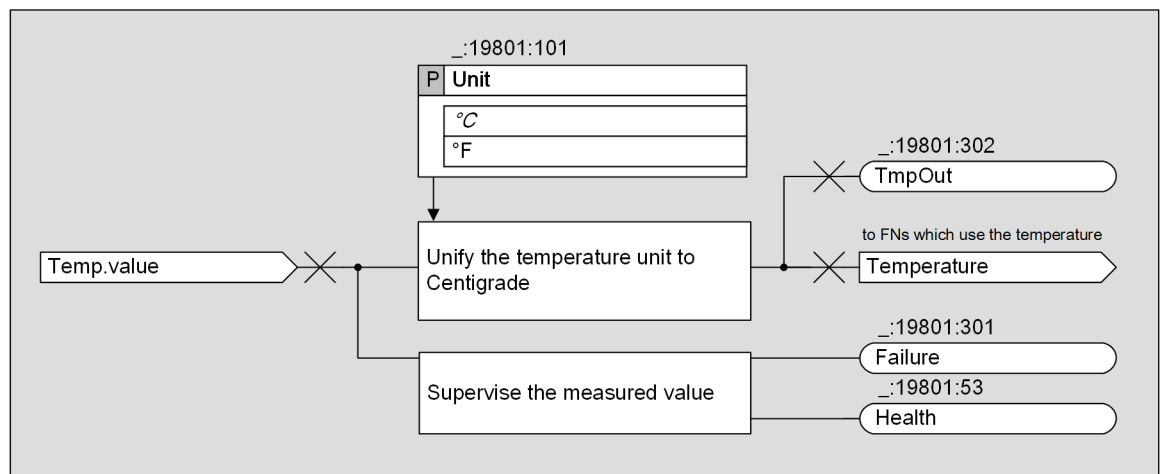 _:19801:101
P Unit
°C
°F
_:19801:302
TmpOut
to FNs which use the temperature
Temp.value
Unify the temperature unit to
Centigrade
Temperature
_:19801:301
Failure
Supervise the measured value
_:19801:53
Health